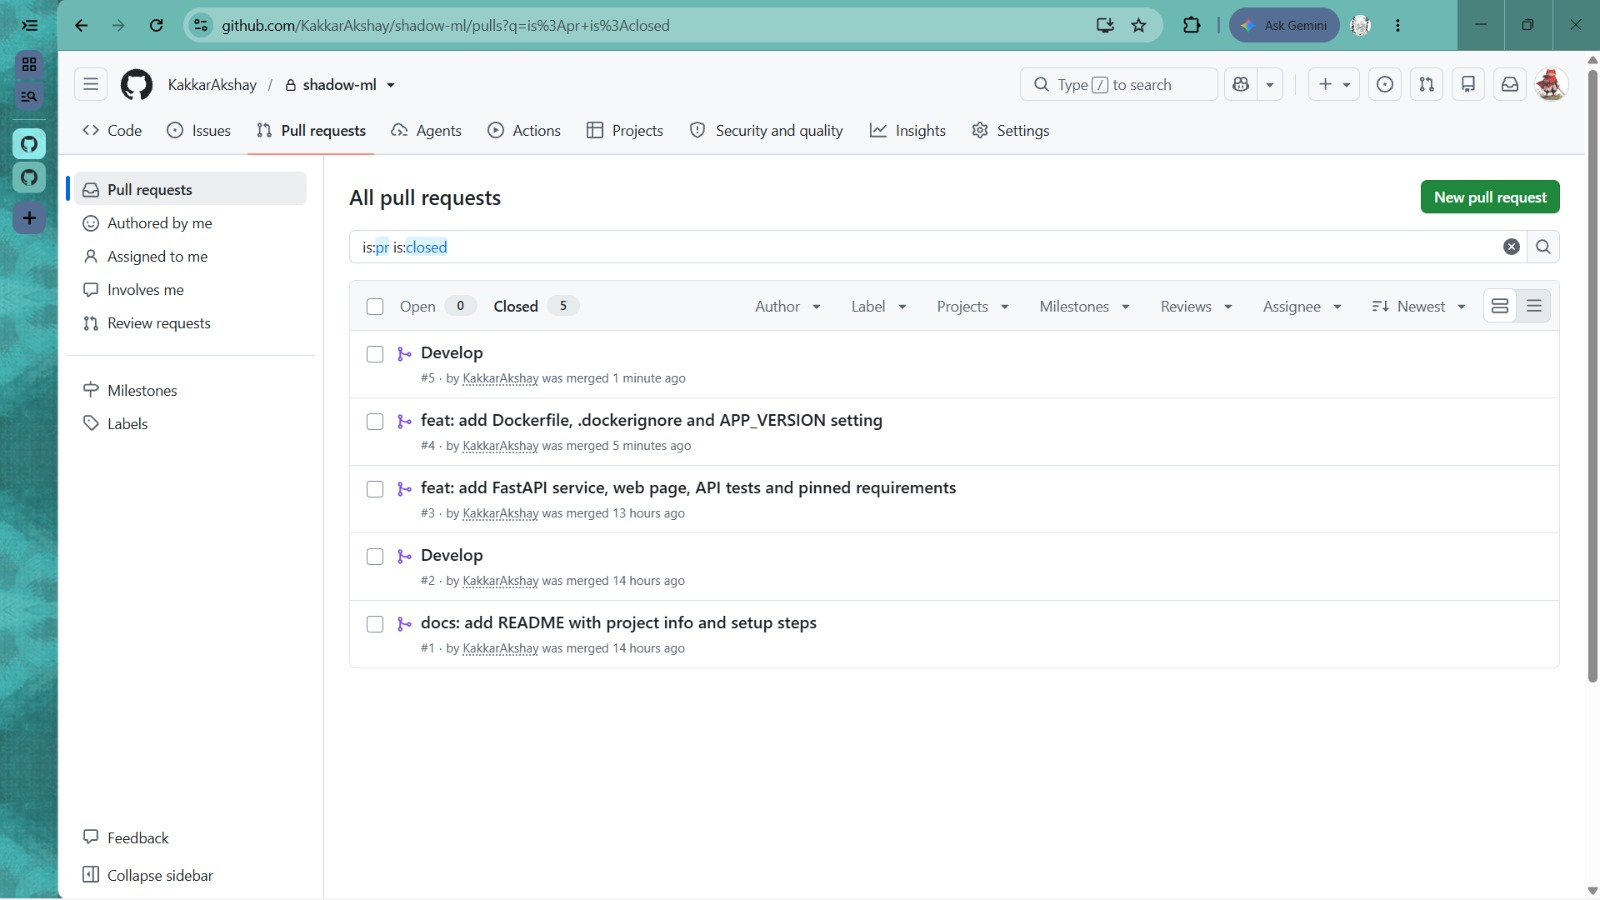 github.com/KakkarAkshay/shadow-ml/pulls?q=is%3Apr+is%3Aclosed
Ask Gemini
KakkarAkshay / shadow-ml
Type / to search
Code
Issues
Pull requests
Agents
Actions
Projects
Security and quality
Insights
Settings
Pull requests
Authored by me
Assigned to me
Involves me
Review requests
Milestones
Labels
Feedback
Collapse sidebar
All pull requests
New pull request
is:pr is:closed
Open 0 Closed 5 Author Label Projects Milestones Reviews Assignee Newest
Develop
#5 · by KakkarAkshay was merged 1 minute ago
feat: add Dockerfile, .dockerignore and APP_VERSION setting
#4 · by KakkarAkshay was merged 5 minutes ago
feat: add FastAPI service, web page, API tests and pinned requirements
#3 · by KakkarAkshay was merged 13 hours ago
Develop
#2 · by KakkarAkshay was merged 14 hours ago
docs: add README with project info and setup steps
#1 · by KakkarAkshay was merged 14 hours ago